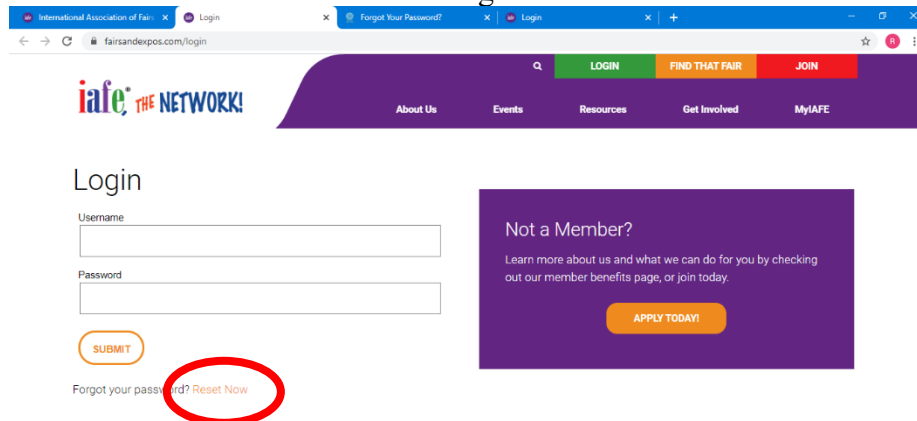 International Association of Fairs
Login
Forgot Your Password?
Login
fairsandexpos.com/login
R
LOGIN
FIND THAT FAIR
JOIN
iafe, THE NETWORK!
About Us
Events
Resources
Get Involved
MyIAFE
Login
Username
Not a Member?
Learn more about us and what we can do for you by checking
out our member benefits page, or join today.
Password
APPLY TODAY!
SUBMIT
Forgot your password? Reset Now